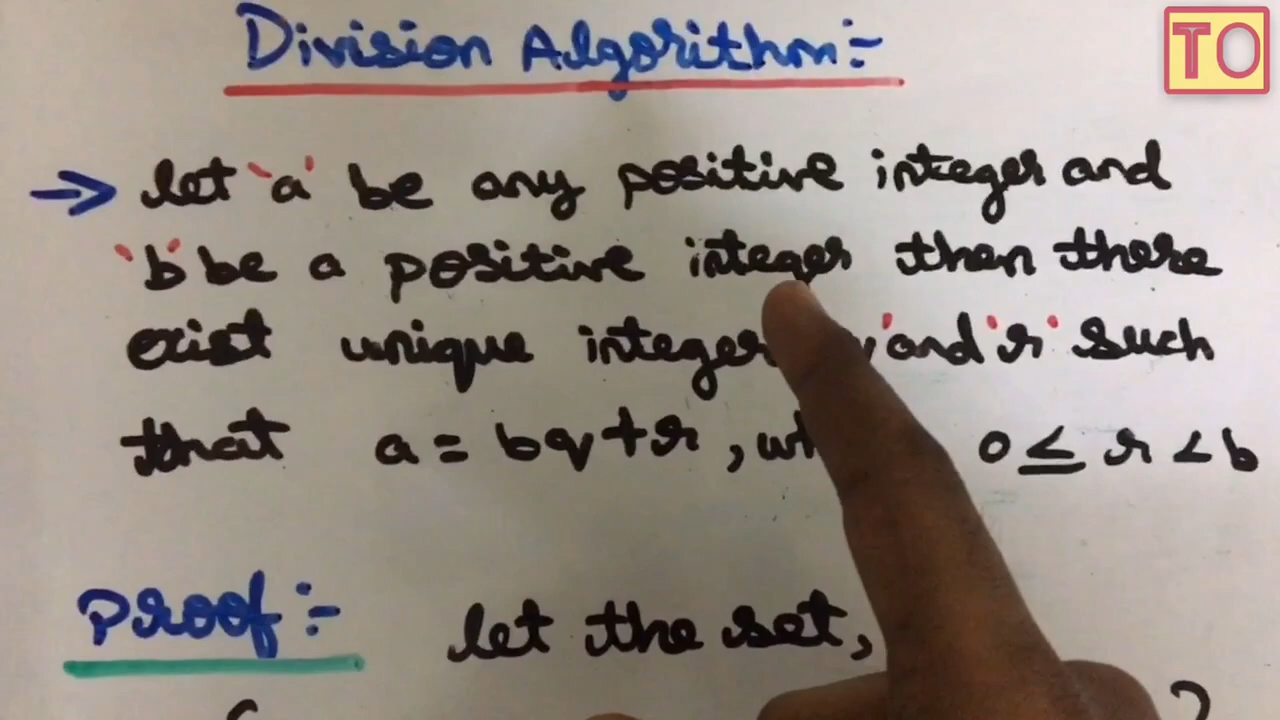 Division Algorithm:-
TO
→ let 'a' be any positive integer and
'b' be a positive integer then there
exist unique integer and 'r' such
that a = bq + r, 0 ≤ r < b
Proof:- let the set,